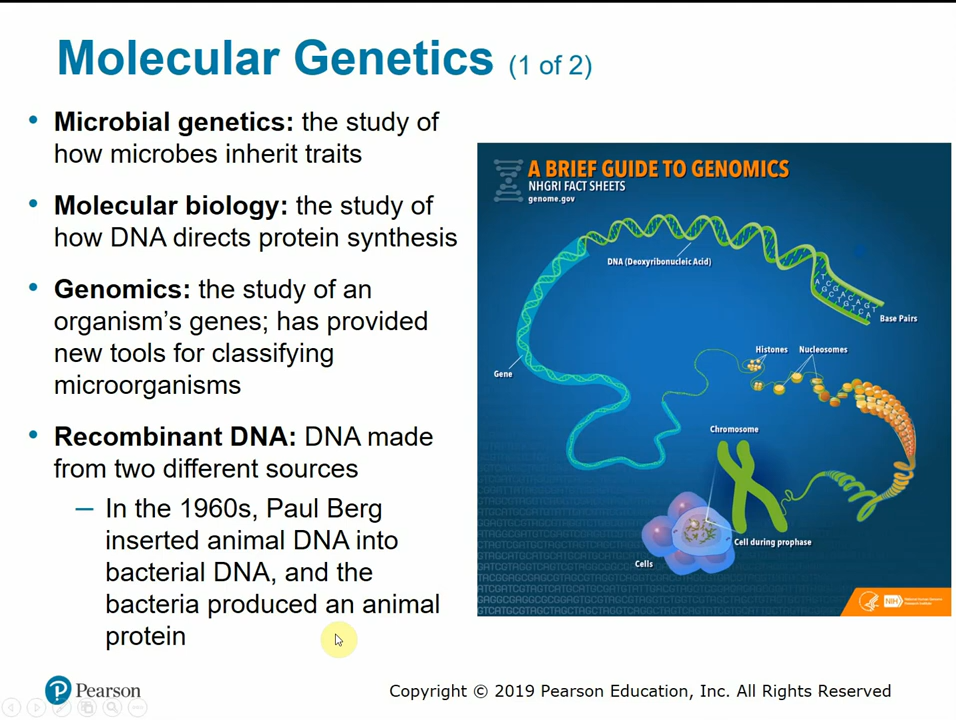 Molecular Genetics (1 of 2)
• Microbial genetics: the study of
how microbes inherit traits
• Molecular biology: the study of
how DNA directs protein synthesis
• Genomics: the study of an
organism's genes; has provided
new tools for classifying
microorganisms
• Recombinant DNA: DNA made
from two different sources
– In the 1960s, Paul Berg
inserted animal DNA into
bacterial DNA, and the
bacteria produced an animal
protein
A BRIEF GUIDE TO GENOMICS
NHGRI FACT SHEETS
genome.gov
DNA (Deoxyribonucleic Acid)
Base Pairs
Gene
Histones
Nucleosomes
Chromosome
Cell during prophase
Cells
NIH
Pearson
Copyright © 2019 Pearson Education, Inc. All Rights Reserved